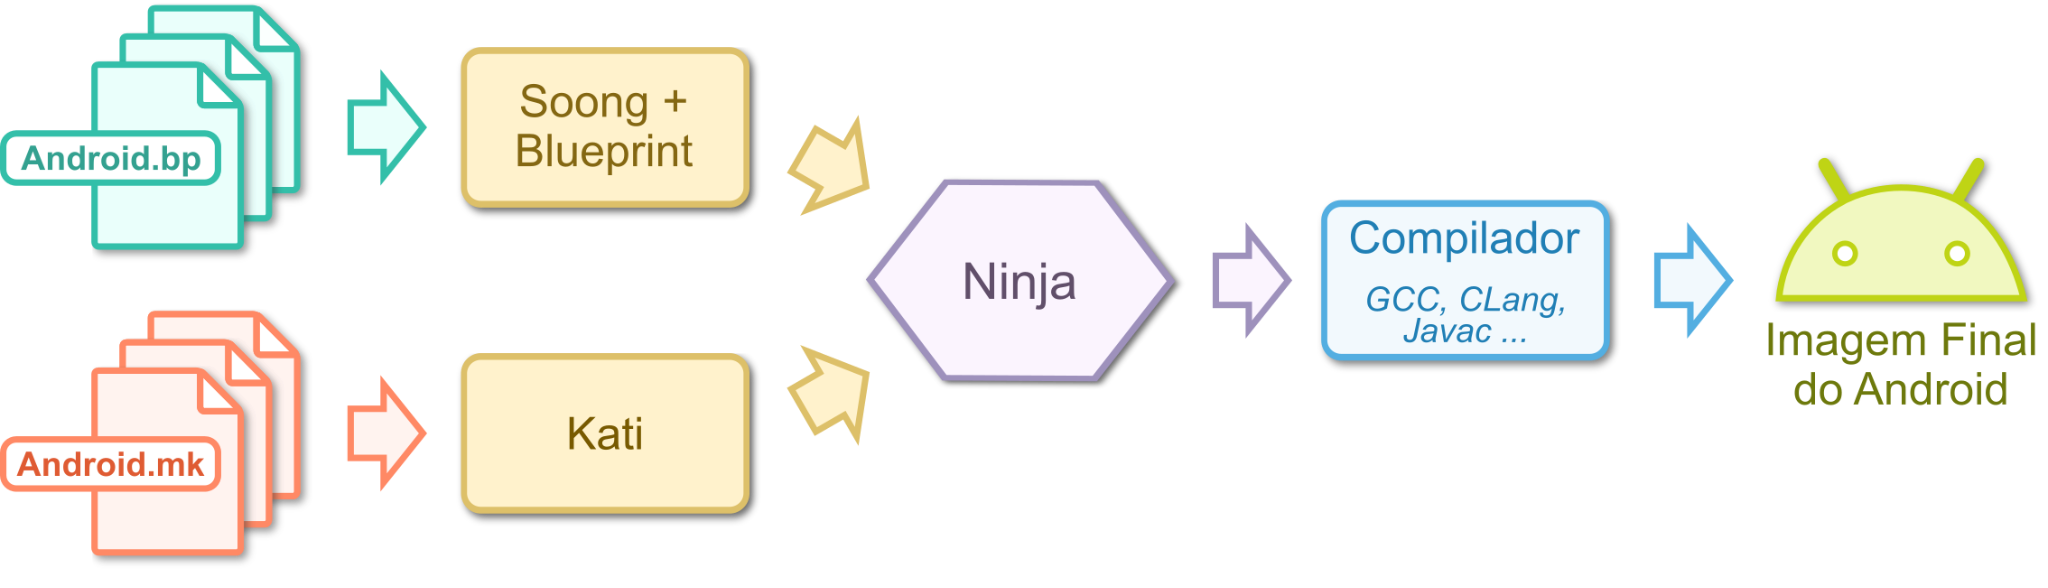 Android.bp
Soong +
Blueprint
Android.mk
Kati
Ninja
Compilador
GCC, CLang,
Javac ...
Imagem Final
do Android